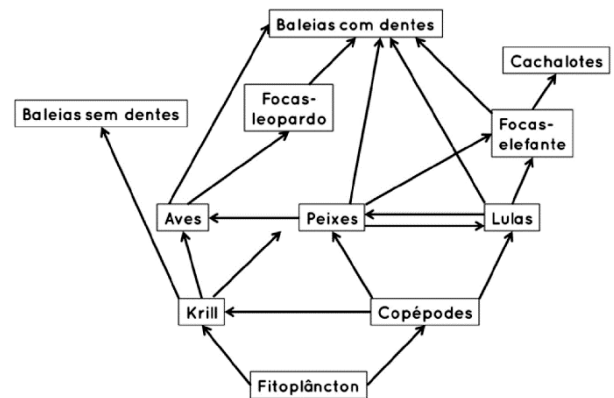 Baleias com dentes
Cachalotes
Focas-
leopardo
Baleias sem dentes
Focas-
elefante
Aves
Peixes
Lulas
Krill
Copépodes
Fitoplâncton